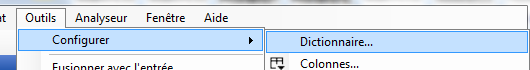 Outils Analyseur Fenêtre Aide
Configurer Dictionnaire...
Fusionner avec l'entrée Colonnes...